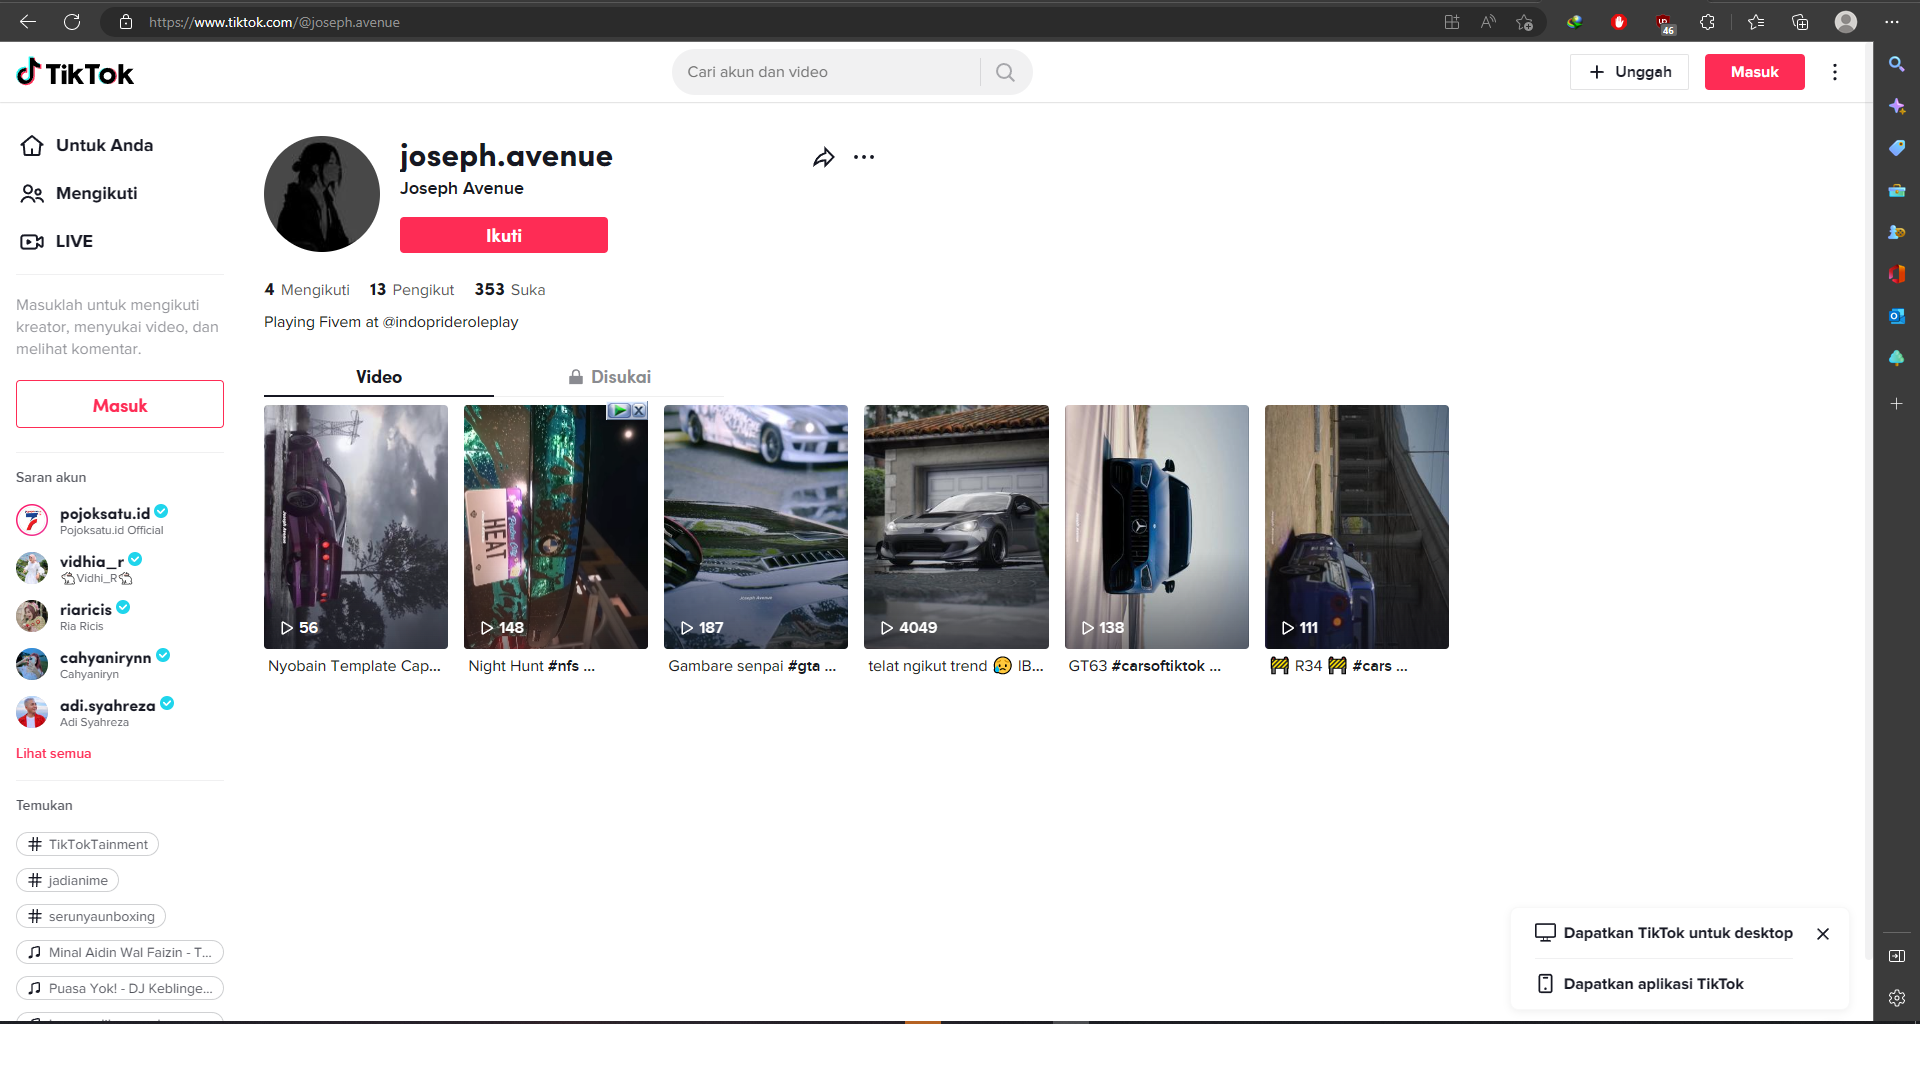 https://www.tiktok.com/@joseph.avenue
46
TikTok
Cari akun dan video
Unggah
Masuk
Untuk Anda
Mengikuti
LIVE
Masuklah untuk mengikuti
kreator, menyukai video, dan
melihat komentar.
Masuk
Saran akun
pojoksatu.id
Pojoksatu.id Official
vidhia_r
Vidhi_R
riaricis
Ria Ricis
cahyanirynn
Cahyaniryn
adi.syahreza
Adi Syahreza
Lihat semua
Temukan
# TikTokTainment
# jadianime
# serunyaunboxing
Minal Aidin Wal Faizin - T...
Puasa Yok! - DJ Keblinge...
joseph.avenue
Joseph Avenue
Ikuti
4 Mengikuti 13 Pengikut 353 Suka
Playing Fivem at @indoprideroleplay
Video
Disukai
Joseph Avenue
56
Nyobain Template Cap...
HEAT
148
Night Hunt #nfs ...
Joseph Avenue
187
Gambare senpai #gta ...
4049
telat ngikut trend 😥 IB...
138
GT63 #carsoftiktok ...
111
🚧 R34 🚧 #cars ...
Dapatkan TikTok untuk desktop
Dapatkan aplikasi TikTok